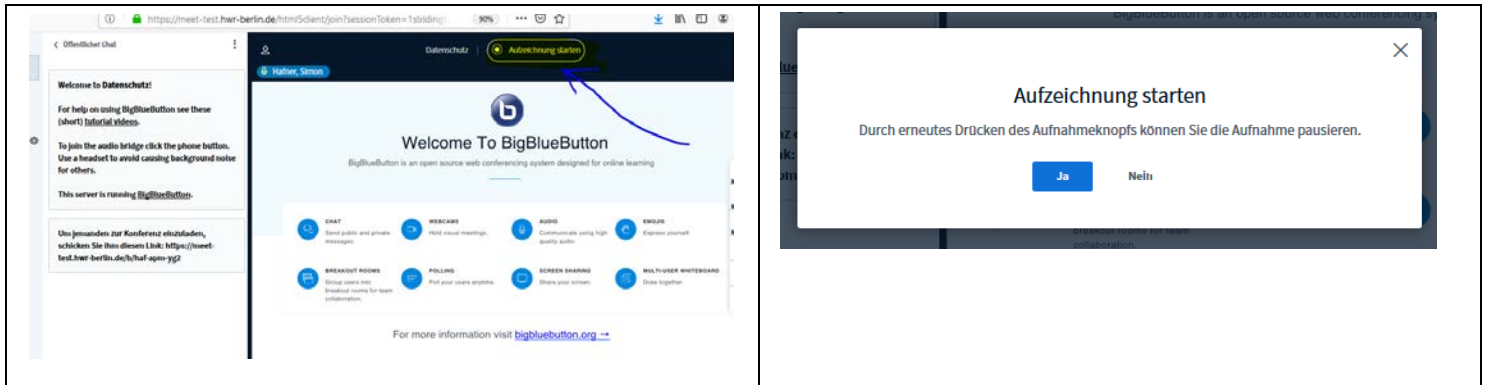 https://meet-test.hwr-berlin.de/html5client/join?sessionToken=1slxlding
90%
Öffentlicher Chat
Datenschutz
Aufzeichnung starten
Hafner, Simon
Welcome to Datenschutz!
For help on using BigBlueButton see these
(short) tutorial videos.
To join the audio bridge click the phone button.
Use a headset to avoid causing background noise
for others.
This server is running BigBlueButton.
Um jemanden zur Konferenz einzuladen,
schicken Sie ihm diesen Link: https://meet-
test.hwr-berlin.de/b/haf-apm-yg2
Welcome To BigBlueButton
BigBlueButton is an open source web conferencing system designed for online learning
CHAT
Send public and private
messages.
WEBCAMS
Hold visual meetings.
AUDIO
Communicate using high
quality audio.
EMOJIS
Express yourself.
BREAKOUT ROOMS
Group users into
breakout rooms for team
collaboration.
POLLING
Poll your users anytime.
SCREEN SHARING
Share your screen.
MULTI-USER WHITEBOARD
Draw together.
For more information visit bigbluebutton.org →
BigBlueButton is an open source web conferencing sy
Aufzeichnung starten
Durch erneutes Drücken des Aufnahmeknopfs können Sie die Aufnahme pausieren.
Ja
Nein
breakout rooms for team
collaboration.